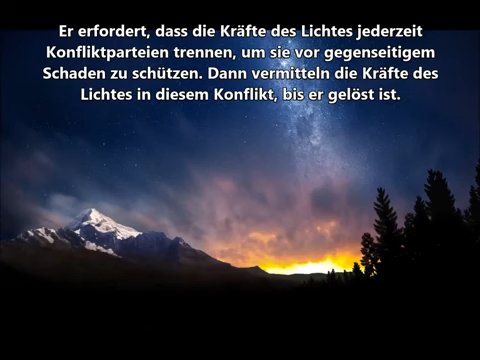 Er erfordert, dass die Kräfte des Lichtes jederzeit
Konfliktparteien trennen, um sie vor gegenseitigem
Schaden zu schützen. Dann vermitteln die Kräfte des
Lichtes in diesem Konflikt, bis er gelöst ist.